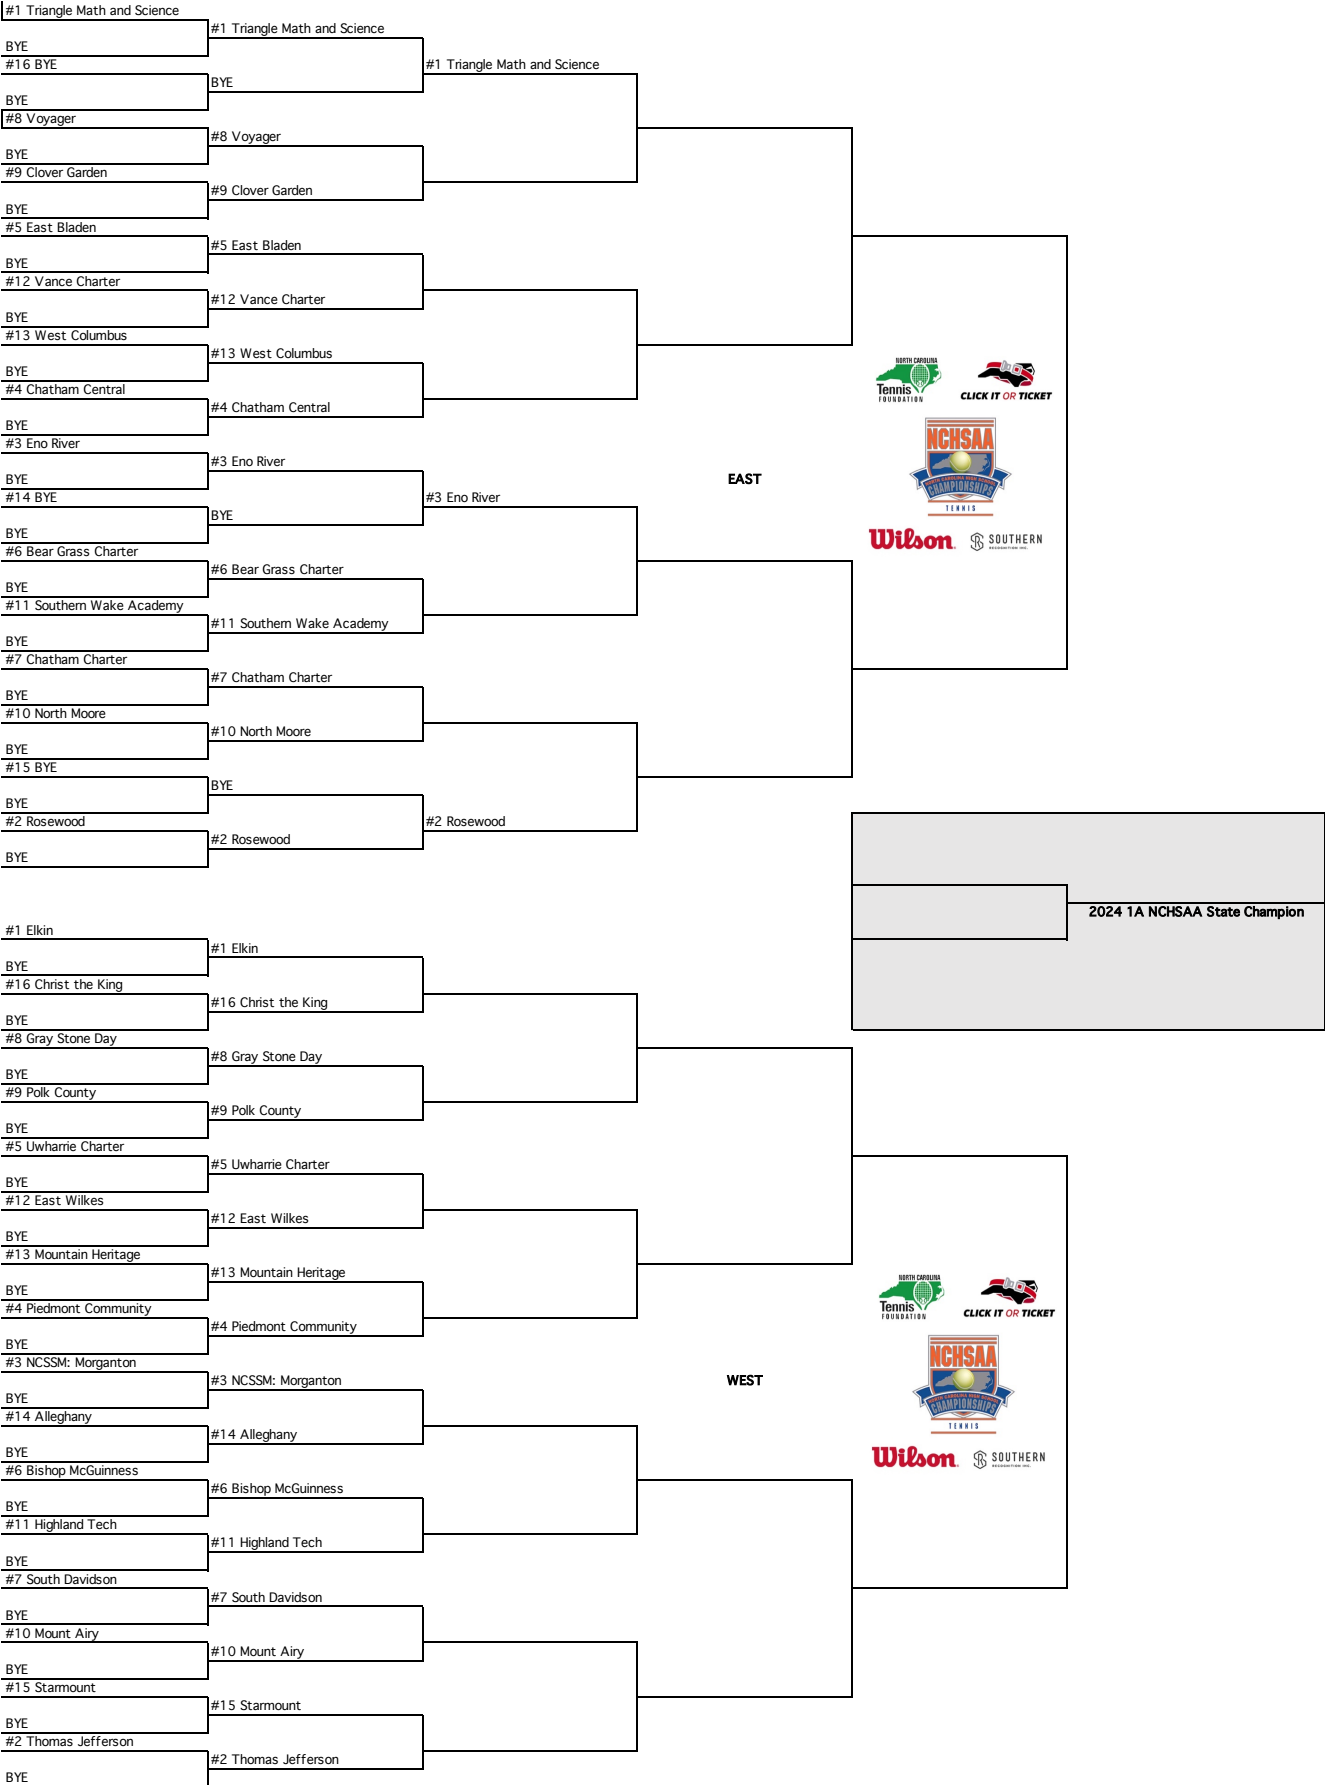 #1 Triangle Math and Science
#1 Triangle Math and Science
BYE
#16 BYE
#1 Triangle Math and Science
BYE
BYE
#8 Voyager
#8 Voyager
BYE
#9 Clover Garden
#9 Clover Garden
BYE
#5 East Bladen
#5 East Bladen
BYE
#12 Vance Charter
#12 Vance Charter
BYE
#13 West Columbus
#13 West Columbus
BYE
#4 Chatham Central
#4 Chatham Central
BYE
#3 Eno River
#3 Eno River
BYE
#14 BYE
#3 Eno River
BYE
BYE
#6 Bear Grass Charter
#6 Bear Grass Charter
BYE
#11 Southern Wake Academy
#11 Southern Wake Academy
BYE
#7 Chatham Charter
#7 Chatham Charter
BYE
#10 North Moore
#10 North Moore
BYE
#15 BYE
BYE
BYE
#2 Rosewood
#2 Rosewood
#2 Rosewood
BYE
EAST
NORTH CAROLINA
Tennis
FOUNDATION
CLICK IT OR TICKET
NCHSAA
NORTH CAROLINA HIGH SCHOOL
CHAMPIONSHIPS
TENNIS
Wilson
SOUTHERN
RECOGNITION INC.
2024 1A NCHSAA State Champion
#1 Elkin
#1 Elkin
BYE
#16 Christ the King
#16 Christ the King
BYE
#8 Gray Stone Day
#8 Gray Stone Day
BYE
#9 Polk County
#9 Polk County
BYE
#5 Uwharrie Charter
#5 Uwharrie Charter
BYE
#12 East Wilkes
#12 East Wilkes
BYE
#13 Mountain Heritage
#13 Mountain Heritage
BYE
#4 Piedmont Community
#4 Piedmont Community
BYE
#3 NCSSM: Morganton
#3 NCSSM: Morganton
BYE
#14 Alleghany
#14 Alleghany
BYE
#6 Bishop McGuinness
#6 Bishop McGuinness
BYE
#11 Highland Tech
#11 Highland Tech
BYE
#7 South Davidson
#7 South Davidson
BYE
#10 Mount Airy
#10 Mount Airy
BYE
#15 Starmount
#15 Starmount
BYE
#2 Thomas Jefferson
#2 Thomas Jefferson
BYE
WEST
NORTH CAROLINA
Tennis
FOUNDATION
CLICK IT OR TICKET
NCHSAA
NORTH CAROLINA HIGH SCHOOL
CHAMPIONSHIPS
TENNIS
Wilson
SOUTHERN
RECOGNITION INC.